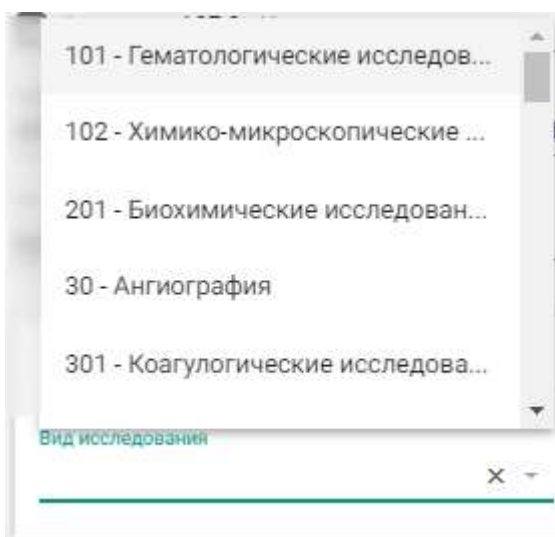 101 - Гематологические исследов...
102 - Химико-микроскопические ...
201 - Биохимические исследован...
30 - Ангиография
301 - Коагулогические исследова...
Вид исследования